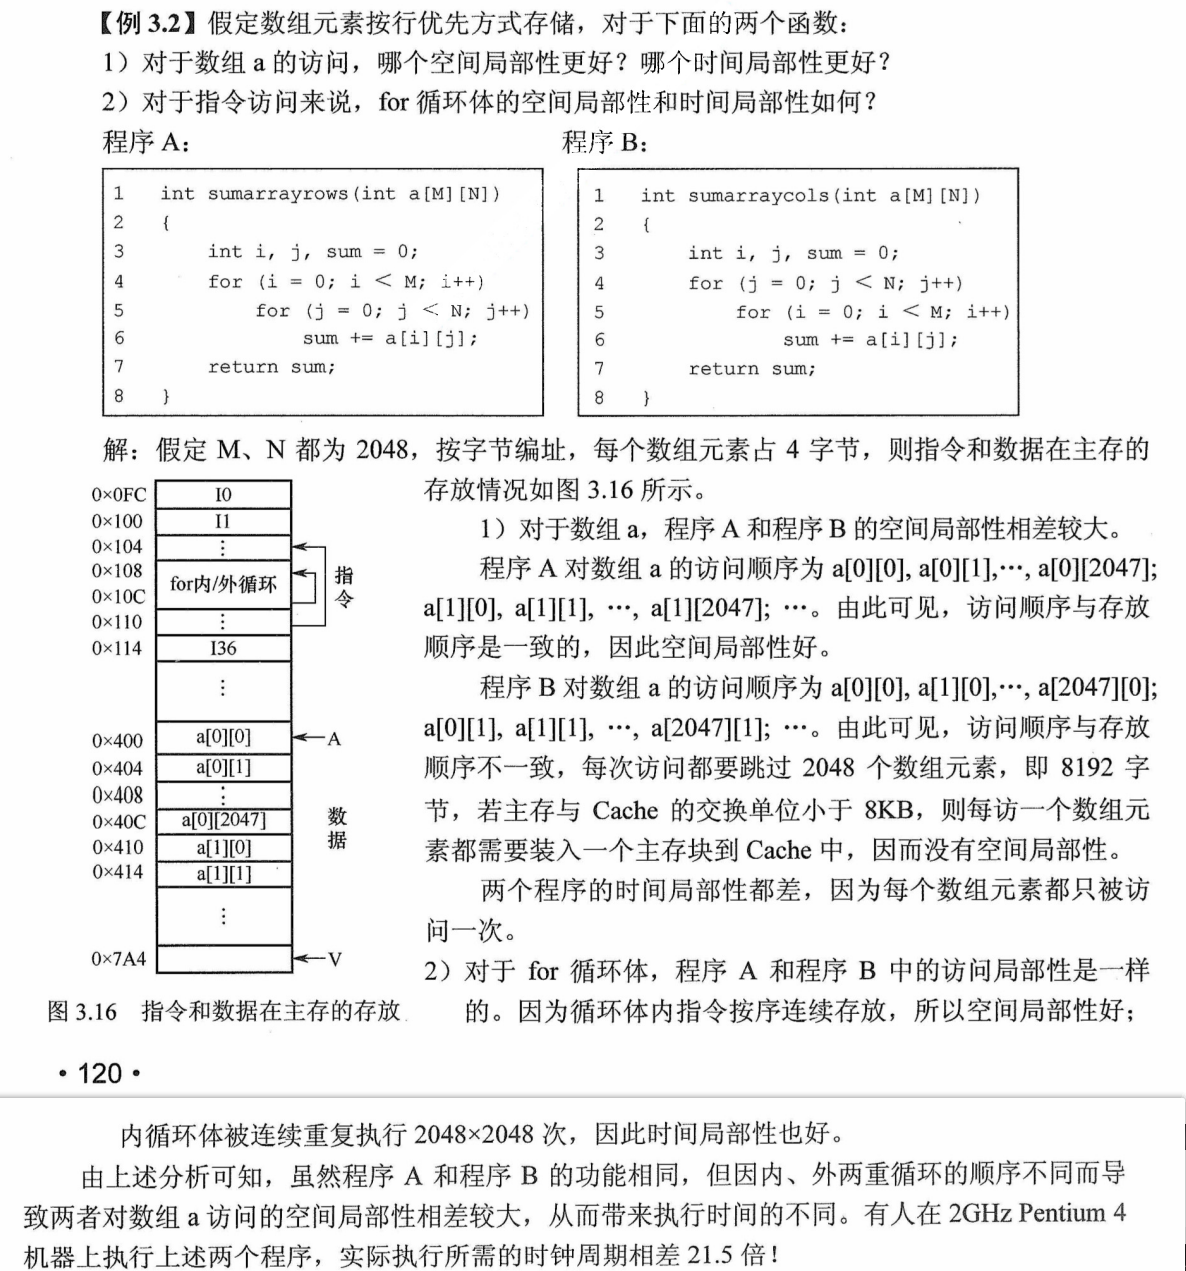 【例 3.2】假定数组元素按行优先方式存储，对于下面的两个函数：
1）对于数组 a 的访问，哪个空间局部性更好？哪个时间局部性更好？
2）对于指令访问来说，for 循环体的空间局部性和时间局部性如何？
程序 A：
1 int sumarrayrows(int a[M][N])
2 {
3 int i, j, sum = 0;
4 for (i = 0; i < M; i++)
5 for (j = 0; j < N; j++)
6 sum += a[i][j];
7 return sum;
8 }
程序 B：
1 int sumarraycols(int a[M][N])
2 {
3 int i, j, sum = 0;
4 for (j = 0; j < N; j++)
5 for (i = 0; i < M; i++)
6 sum += a[i][j];
7 return sum;
8 }
解：假定 M、N 都为 2048，按字节编址，每个数组元素占 4 字节，则指令和数据在主存的
存放情况如图 3.16 所示。
0×0FC I0
0×100 I1
0×104 ⋮
0×108 for内/外循环
0×10C
0×110 ⋮
0×114 I36
⋮
指令
0×400 a[0][0] A
0×404 a[0][1]
0×408 ⋮
0×40C a[0][2047]
0×410 a[1][0]
0×414 a[1][1]
⋮
数据
0×7A4 V
图 3.16 指令和数据在主存的存放
1）对于数组 a，程序 A 和程序 B 的空间局部性相差较大。
程序 A 对数组 a 的访问顺序为 a[0][0], a[0][1],⋯, a[0][2047];
a[1][0], a[1][1], ⋯, a[1][2047]; ⋯。由此可见，访问顺序与存放
顺序是一致的，因此空间局部性好。
程序 B 对数组 a 的访问顺序为 a[0][0], a[1][0],⋯, a[2047][0];
a[0][1], a[1][1], ⋯, a[2047][1]; ⋯。由此可见，访问顺序与存放
顺序不一致，每次访问都要跳过 2048 个数组元素，即 8192 字
节，若主存与 Cache 的交换单位小于 8KB，则每访一个数组元
素都需要装入一个主存块到 Cache 中，因而没有空间局部性。
两个程序的时间局部性都差，因为每个数组元素都只被访
问一次。
2）对于 for 循环体，程序 A 和程序 B 中的访问局部性是一样
的。因为循环体内指令按序连续存放，所以空间局部性好；
• 120 •
内循环体被连续重复执行 2048×2048 次，因此时间局部性也好。
由上述分析可知，虽然程序 A 和程序 B 的功能相同，但因内、外两重循环的顺序不同而导
致两者对数组 a 访问的空间局部性相差较大，从而带来执行时间的不同。有人在 2GHz Pentium 4
机器上执行上述两个程序，实际执行所需的时钟周期相差 21.5 倍！